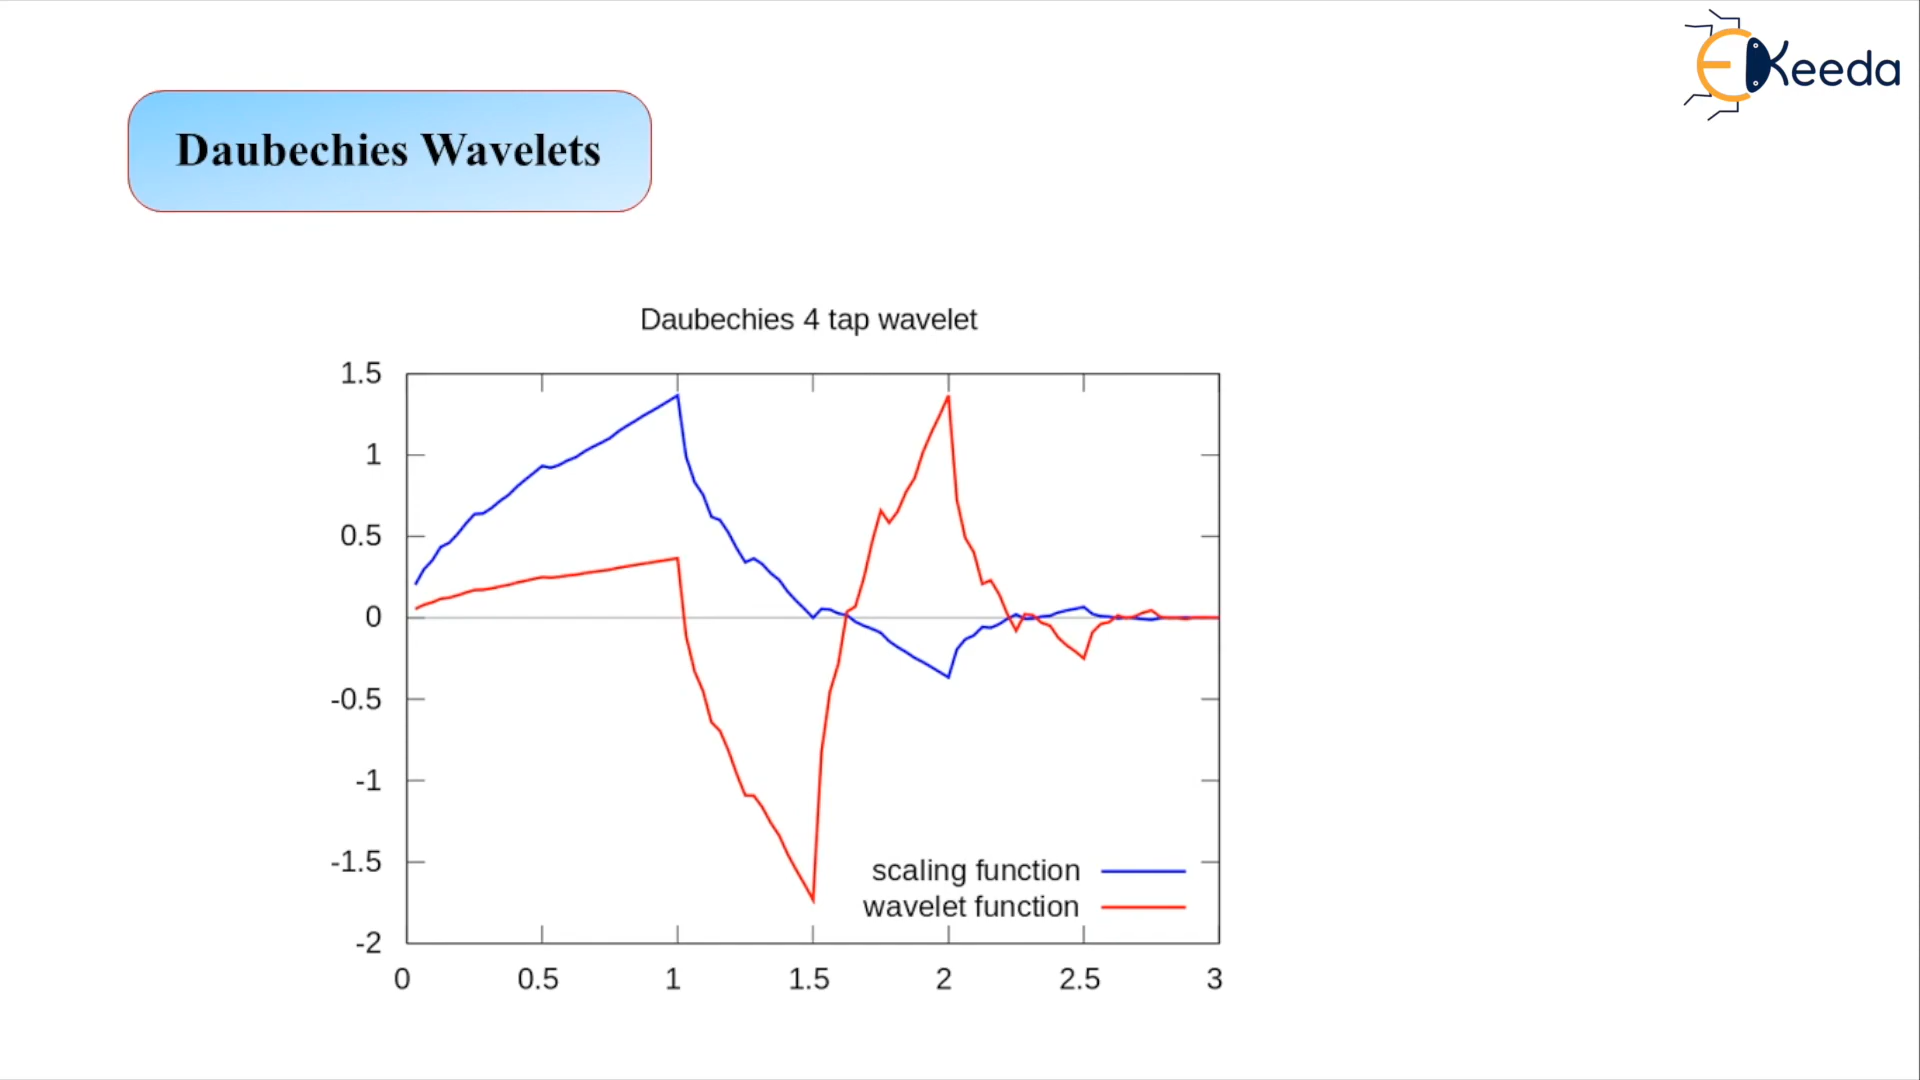 EKeeda
Daubechies Wavelets
Daubechies 4 tap wavelet
1.5
1
0.5
0
-0.5
-1
-1.5
-2
scaling function
wavelet function
0 0.5 1 1.5 2 2.5 3